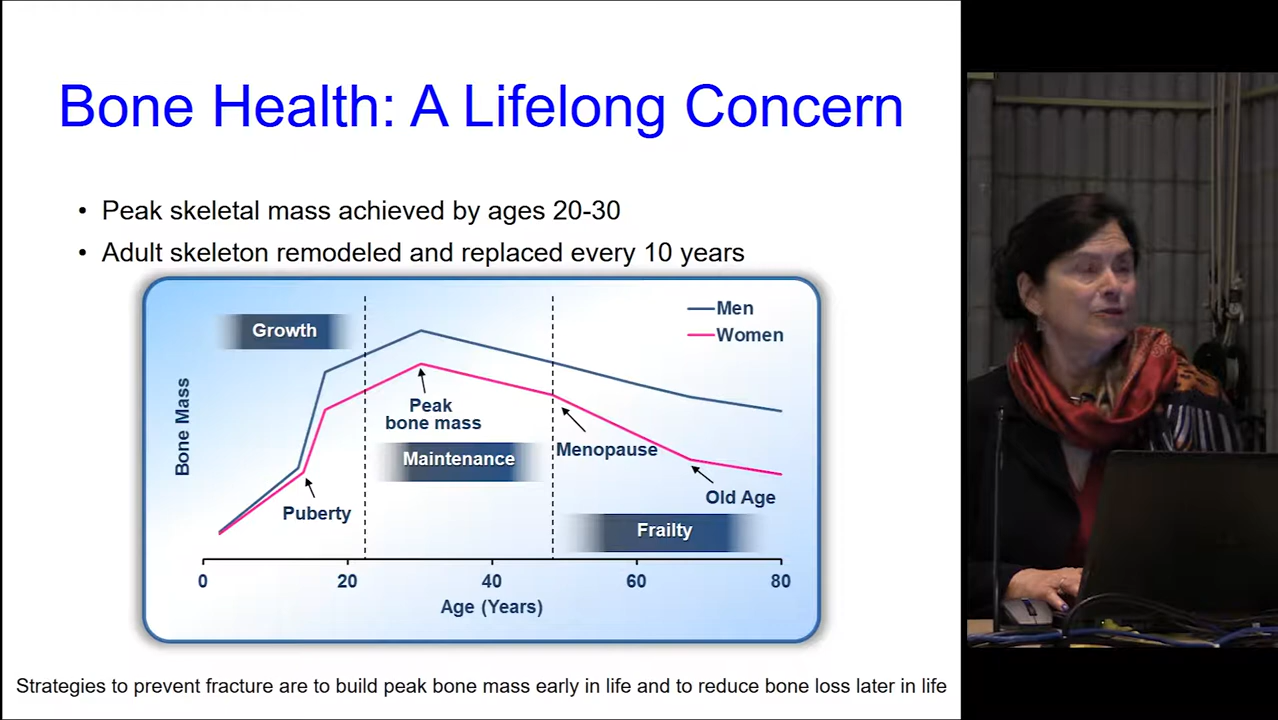 Bone Health: A Lifelong Concern
• Peak skeletal mass achieved by ages 20-30
• Adult skeleton remodeled and replaced every 10 years
Men
Women
Growth
Peak
bone mass
Maintenance
Menopause
Puberty
Old Age
Frailty
Bone Mass
0 20 40 60 80
Age (Years)
Strategies to prevent fracture are to build peak bone mass early in life and to reduce bone loss later in life